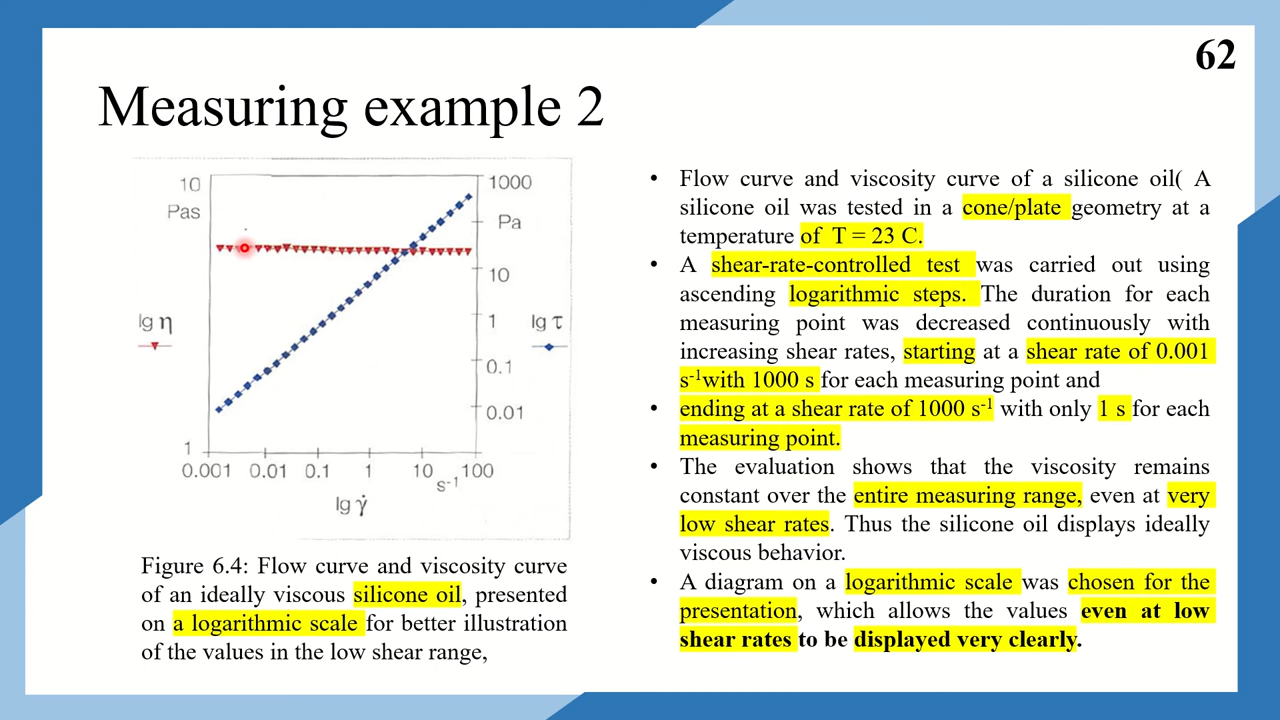 62
Measuring example 2
10
Pas
lg η
1
1000
Pa
10
1
lg τ
0.1
0.01
0.001 0.01 0.1 1 10 s⁻¹ 100
lg γ̇
Figure 6.4: Flow curve and viscosity curve
of an ideally viscous silicone oil, presented
on a logarithmic scale for better illustration
of the values in the low shear range,
• Flow curve and viscosity curve of a silicone oil( A
silicone oil was tested in a cone/plate geometry at a
temperature of T = 23 C.
• A shear-rate-controlled test was carried out using
ascending logarithmic steps. The duration for each
measuring point was decreased continuously with
increasing shear rates, starting at a shear rate of 0.001
s⁻¹with 1000 s for each measuring point and
• ending at a shear rate of 1000 s⁻¹ with only 1 s for each
measuring point.
• The evaluation shows that the viscosity remains
constant over the entire measuring range, even at very
low shear rates. Thus the silicone oil displays ideally
viscous behavior.
• A diagram on a logarithmic scale was chosen for the
presentation, which allows the values even at low
shear rates to be displayed very clearly.